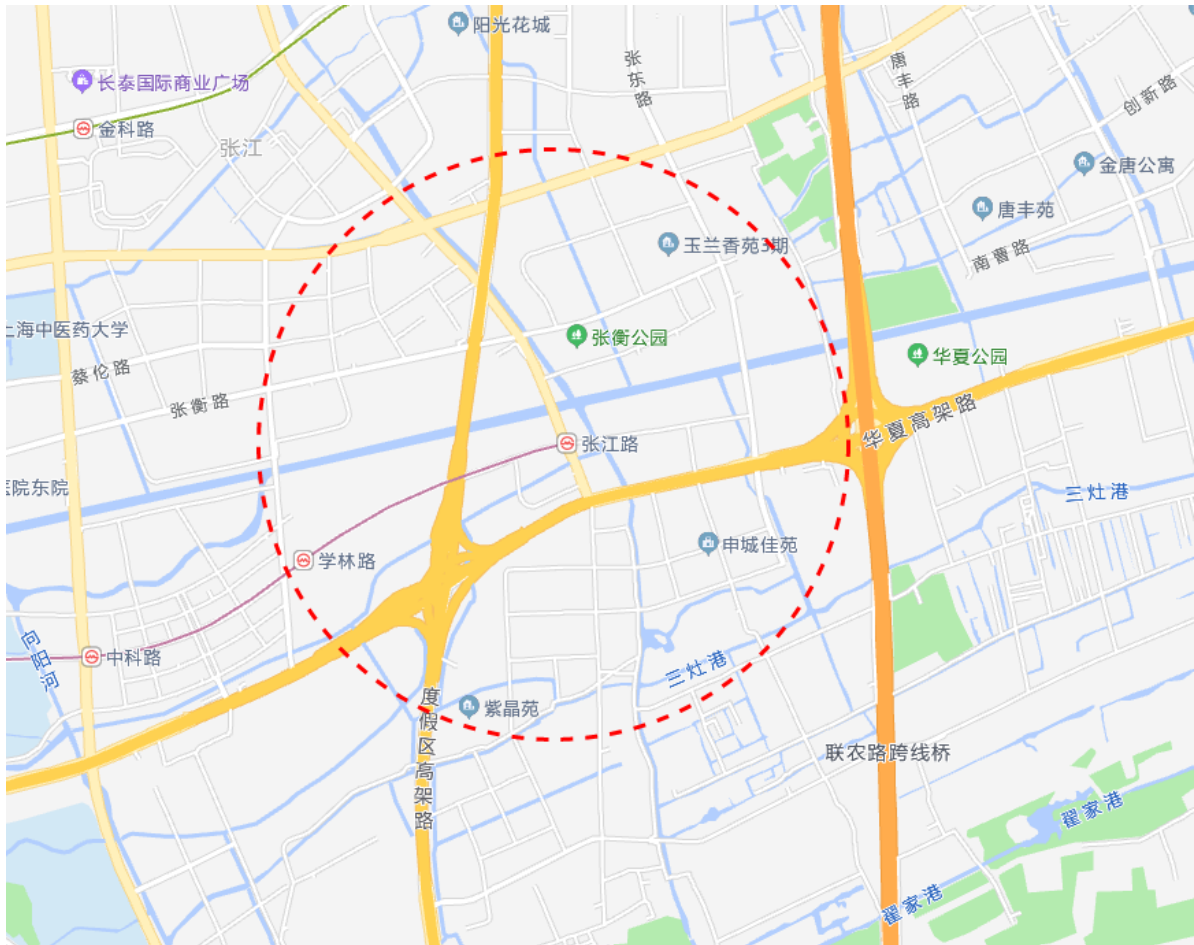 阳光花城
张东路
唐丰路
长泰国际商业广场
创新路
金科路
张江
金唐公寓
唐丰苑
玉兰香苑3期
南曹路
上海中医药大学
张衡公园
华夏公园
蔡伦路
张衡路
华夏高架路
张江路
医院东院
三灶港
申城佳苑
学林路
向阳河
中科路
三灶港
度假区高架路
紫晶苑
联农路跨线桥
翟家港
翟家港